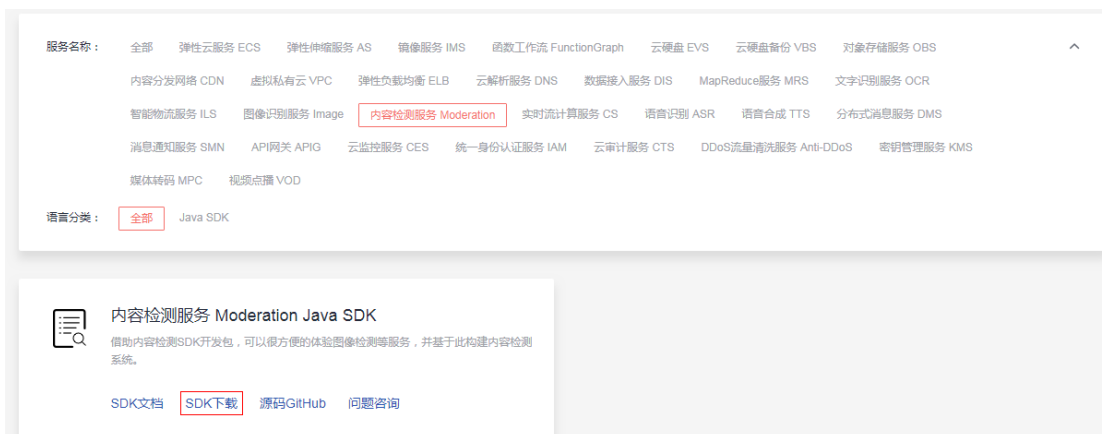 服务名称： 全部 弹性云服务 ECS 弹性伸缩服务 AS 镜像服务 IMS 函数工作流 FunctionGraph 云硬盘 EVS 云硬盘备份 VBS 对象存储服务 OBS
内容分发网络 CDN 虚拟私有云 VPC 弹性负载均衡 ELB 云解析服务 DNS 数据接入服务 DIS MapReduce服务 MRS 文字识别服务 OCR
智能物流服务 ILS 图像识别服务 Image 内容检测服务 Moderation 实时流计算服务 CS 语音识别 ASR 语音合成 TTS 分布式消息服务 DMS
消息通知服务 SMN API网关 APIG 云监控服务 CES 统一身份认证服务 IAM 云审计服务 CTS DDoS流量清洗服务 Anti-DDoS 密钥管理服务 KMS
媒体转码 MPC 视频点播 VOD
语言分类： 全部 Java SDK
内容检测服务 Moderation Java SDK
借助内容检测SDK开发包，可以很方便的体验图像检测等服务，并基于此构建内容检测
系统。
SDK文档 SDK下载 源码GitHub 问题咨询